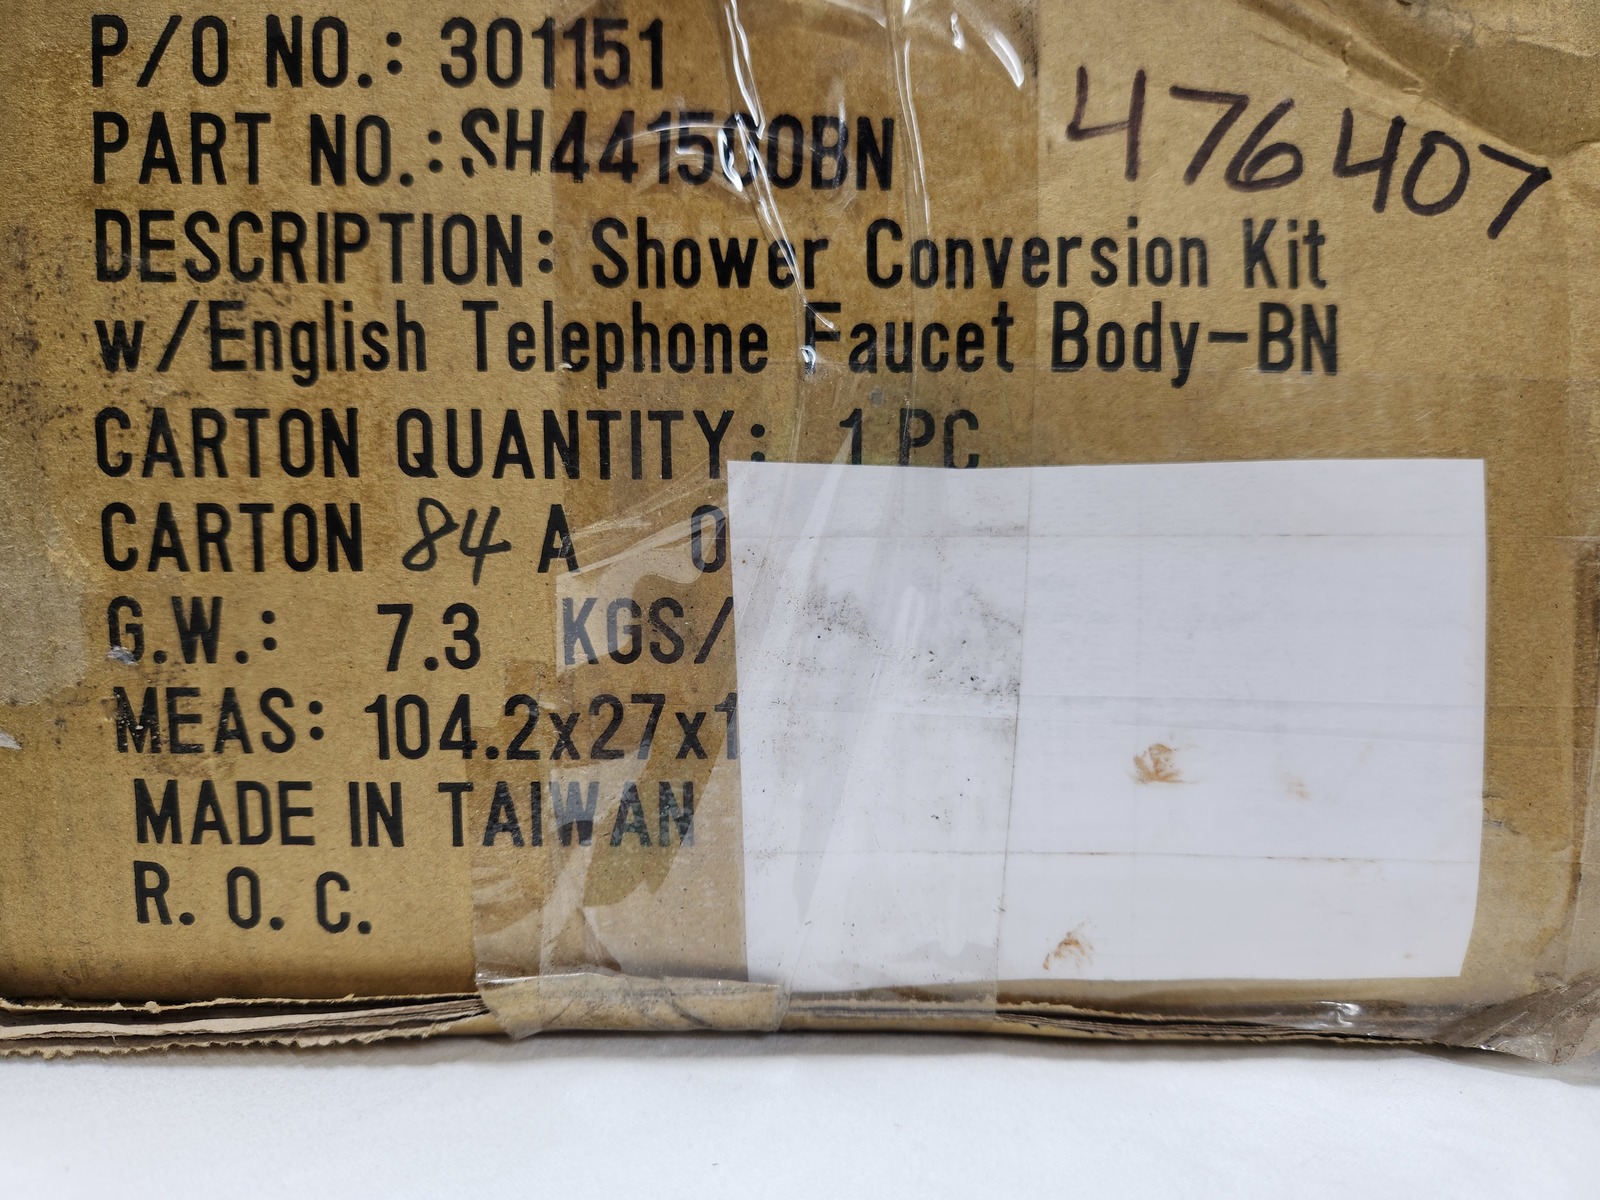 P/O NO.: 301151
PART NO.: SH441500BN
476407
DESCRIPTION: Shower Conversion Kit
w/English Telephone Faucet Body-BN
CARTON QUANTITY: 1 PC
CARTON 84 A O
G.W.: 7.3 KGS/
MEAS: 104.2x27x1
MADE IN TAIWAN
R. O. C.